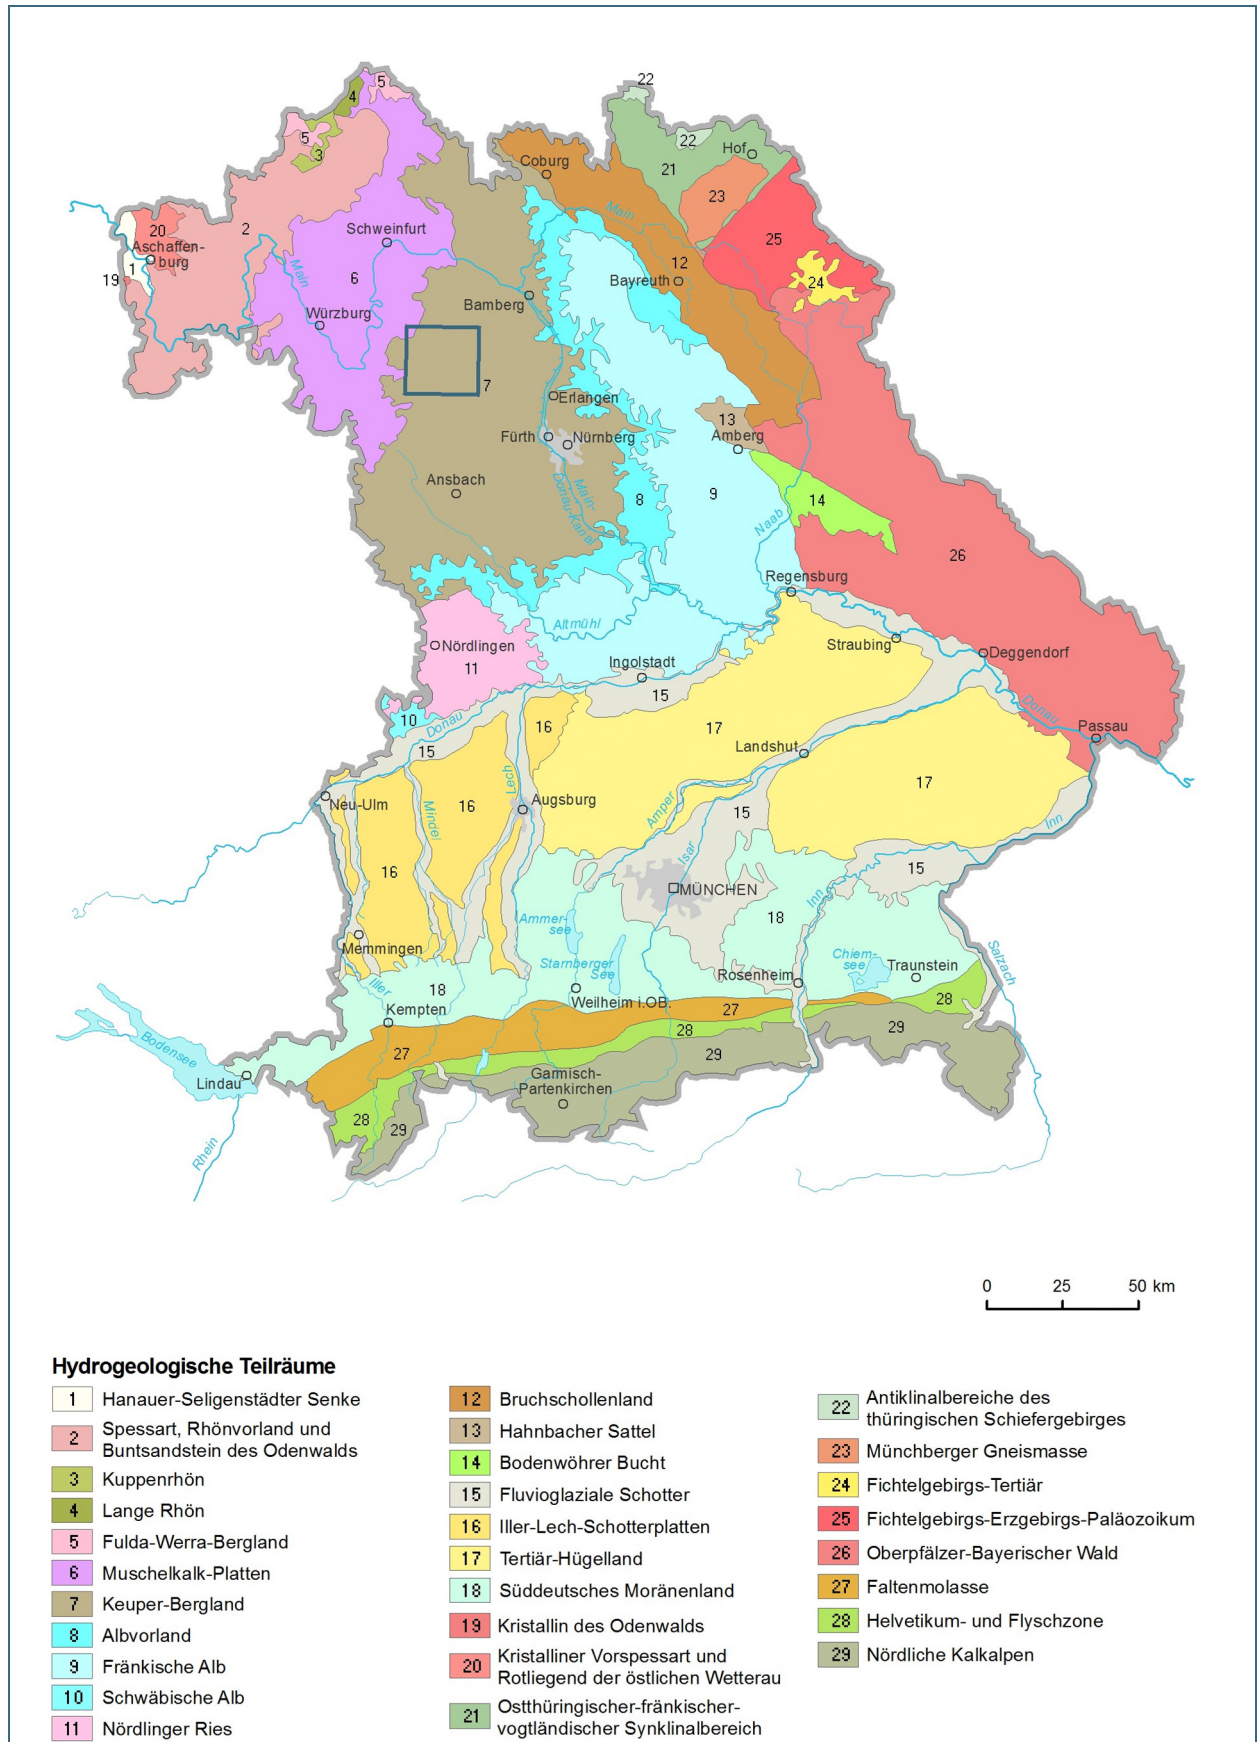 22
5
4
5
3
22
Hof
21
23
Coburg
Main
20
2
Aschaffen-
burg
1
19
Schweinfurt
25
6
Main
12
Bayreuth
24
Bamberg
Würzburg
7
Erlangen
13
Fürth
Nürnberg
Amberg
Ansbach
Main-
Donau-Kanal
8
9
14
Naab
26
Regensburg
Altmühl
Straubing
Nördlingen
11
Ingolstadt
Deggendorf
15
10
Donau
16
17
Donau
Passau
15
Landshut
17
Neu-Ulm
Mindel
16
Lech
Augsburg
Amper
15
Isar
Inn
16
15
MÜNCHEN
Inn
18
Ammer-
see
Memmingen
Starnberger
See
Chiem-
see
Traunstein
Salzach
Rosenheim
Iller
18
Kempten
Weilheim i.OB.
27
28
28
29
Bodensee
27
29
Lindau
Garmisch-
Partenkirchen
28
29
Rhein
0 25 50 km
Hydrogeologische Teilräume
1 Hanauer-Seligenstädter Senke
2 Spessart, Rhönvorland und
Buntsandstein des Odenwalds
3 Kuppenrhön
4 Lange Rhön
5 Fulda-Werra-Bergland
6 Muschelkalk-Platten
7 Keuper-Bergland
8 Albvorland
9 Fränkische Alb
10 Schwäbische Alb
11 Nördlinger Ries
12 Bruchschollenland
13 Hahnbacher Sattel
14 Bodenwöhrer Bucht
15 Fluvioglaziale Schotter
16 Iller-Lech-Schotterplatten
17 Tertiär-Hügelland
18 Süddeutsches Moränenland
19 Kristallin des Odenwalds
20 Kristalliner Vorspessart und
Rotliegend der östlichen Wetterau
21 Ostthüringischer-fränkischer-
vogtländischer Synklinalbereich
22 Antiklinalbereiche des
thüringischen Schiefergebirges
23 Münchberger Gneismasse
24 Fichtelgebirgs-Tertiär
25 Fichtelgebirgs-Erzgebirgs-Paläozoikum
26 Oberpfälzer-Bayerischer Wald
27 Faltenmolasse
28 Helvetikum- und Flyschzone
29 Nördliche Kalkalpen